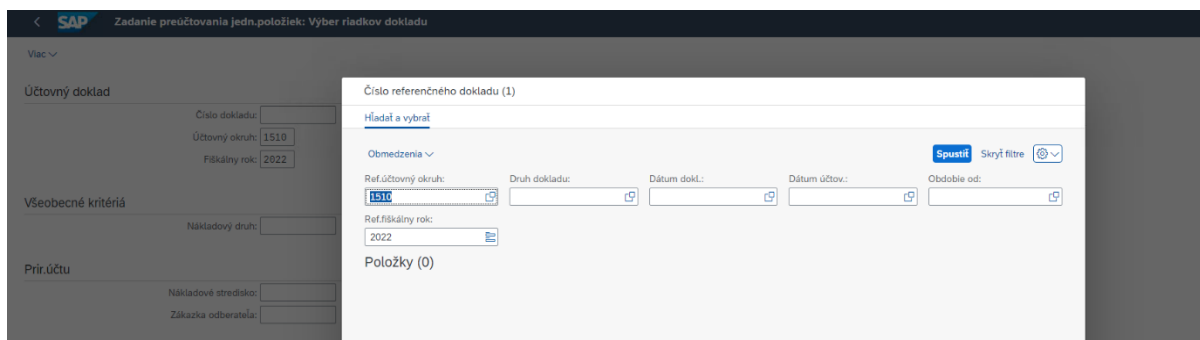 SAP Zadanie preúčtovania jedn.položiek: Výber riadkov dokladu
Viac
Účtovný doklad
Číslo dokladu:
Účtovný okruh: 1510
Fiškálny rok: 2022
Všeobecné kritériá
Nákladový druh:
Prir.účtu
Nákladové stredisko:
Zákazka odberateľa:
Číslo referenčného dokladu (1)
Hľadať a vybrať
Obmedzenia
Spustiť Skryť filtre
Ref.účtovný okruh: Druh dokladu: Dátum dokl.: Dátum účtov.: Obdobie od:
1510
Ref.fiškálny rok:
2022
Položky (0)